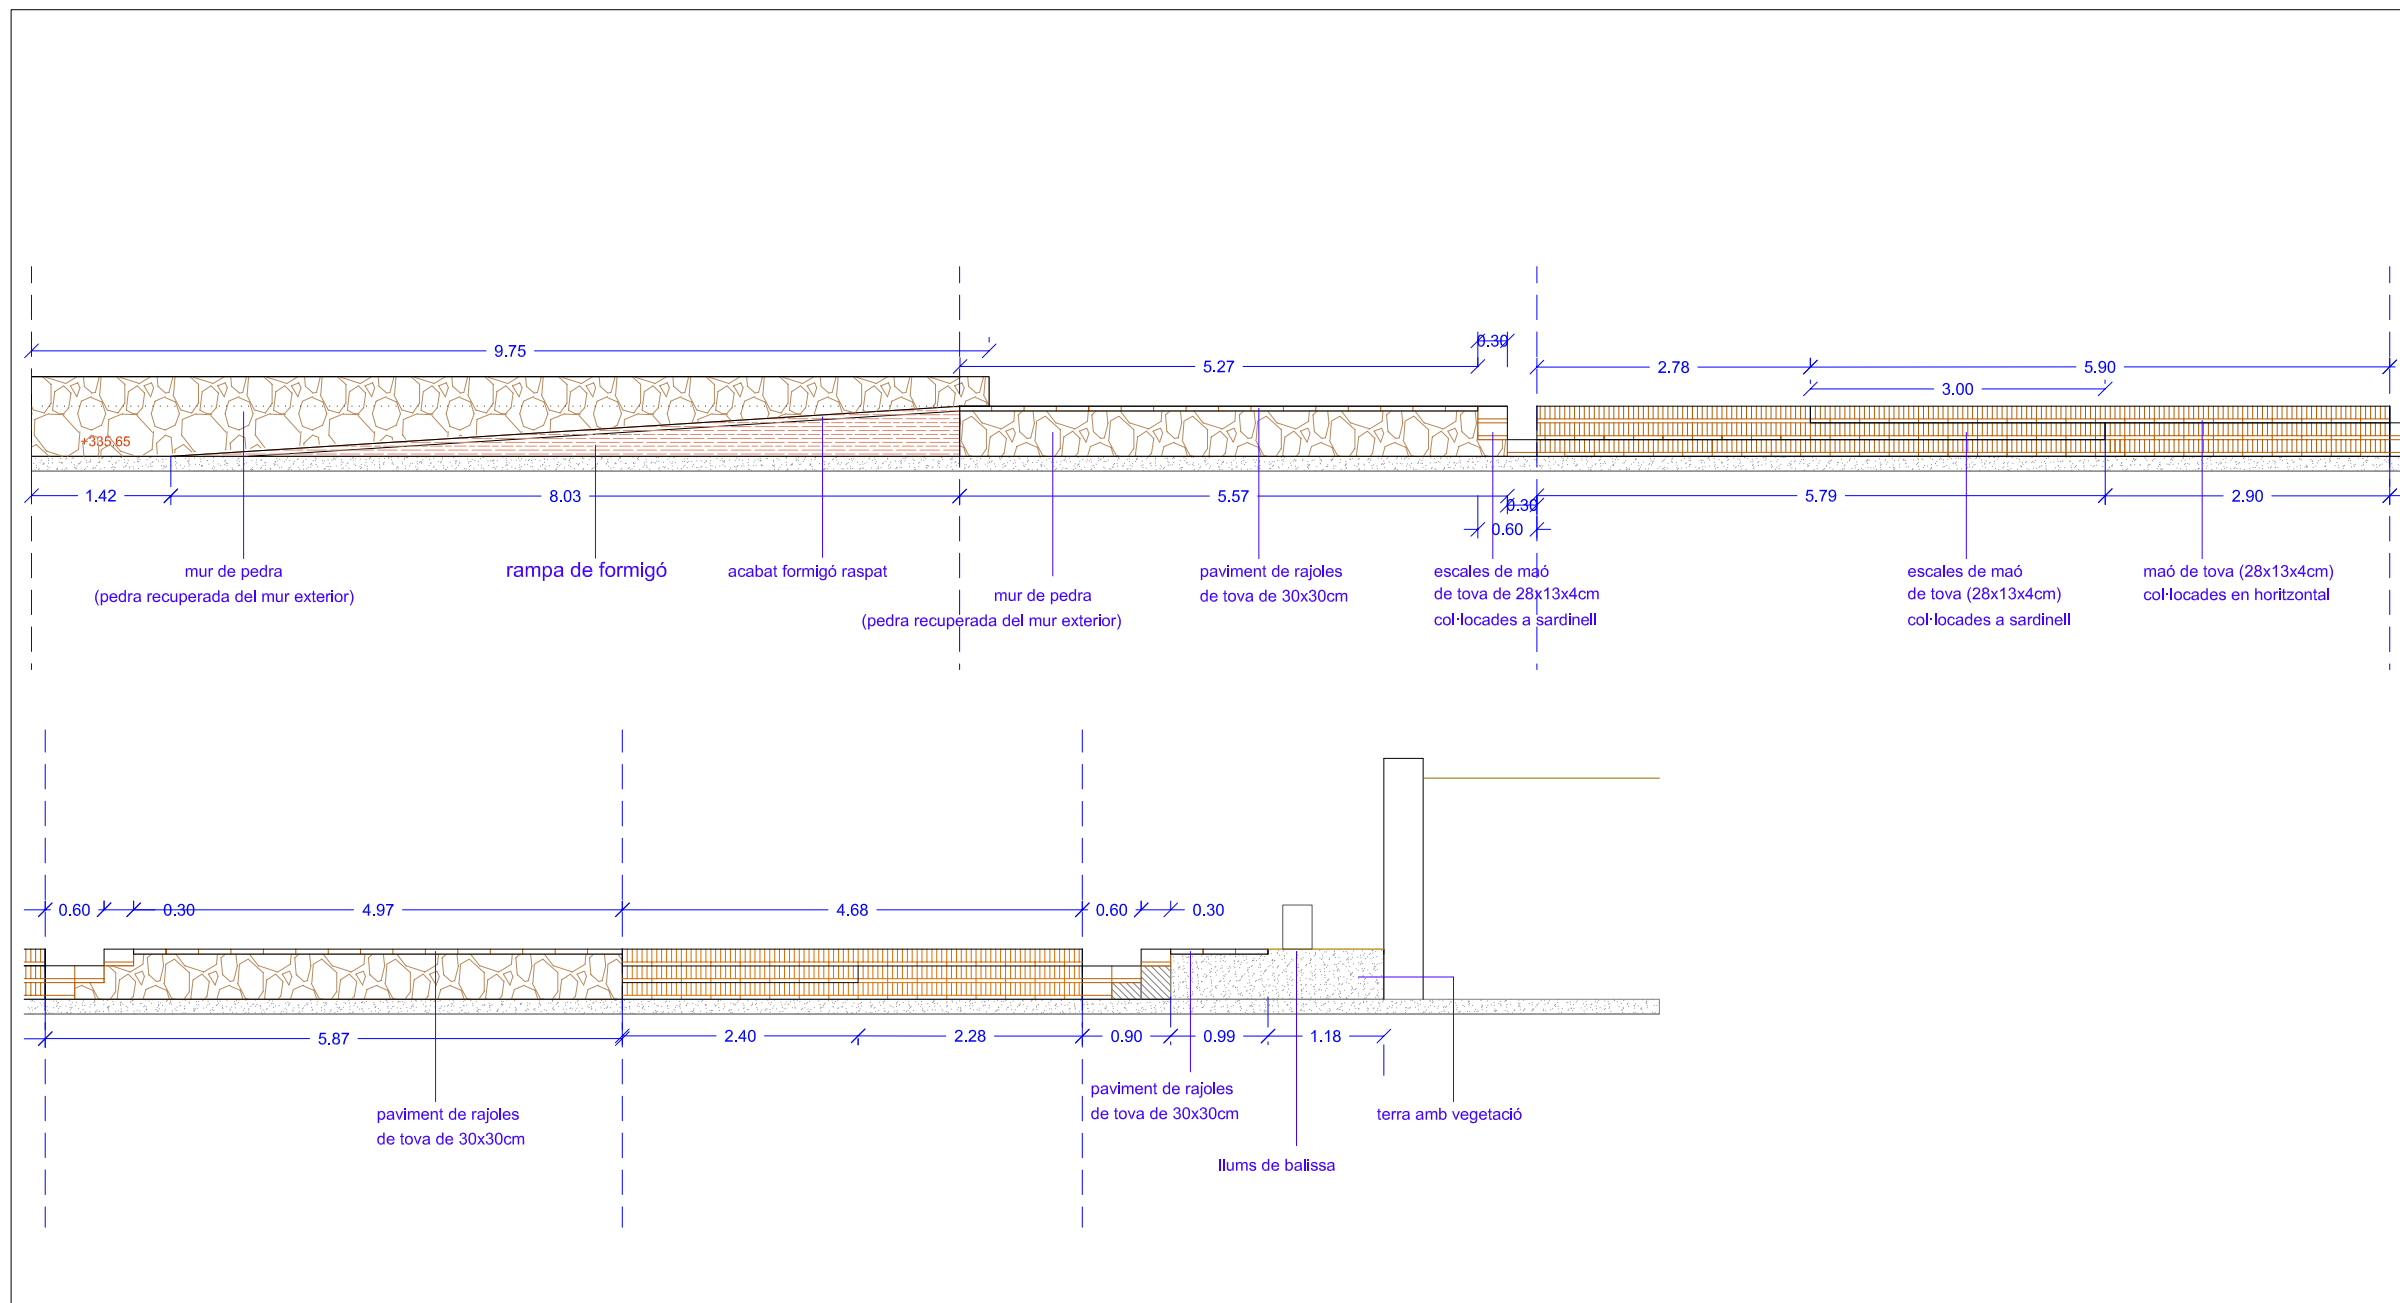 0.30
9.75
5.27
2.78
5.90
3.00
+335,65
1.42
8.03
5.57
0.30
5.79
2.90
0.60
mur de pedra
(pedra recuperada del mur exterior)
rampa de formigó
acabat formigó raspat
mur de pedra
(pedra recuperada del mur exterior)
paviment de rajoles
de tova de 30x30cm
escales de maó
de tova de 28x13x4cm
col·locades a sardinell
escales de maó
de tova (28x13x4cm)
col·locades a sardinell
maó de tova (28x13x4cm)
col·locades en horitzontal
0.60
0.30
4.97
4.68
0.60
0.30
5.87
2.40
2.28
0.90
0.99
1.18
paviment de rajoles
de tova de 30x30cm
paviment de rajoles
de tova de 30x30cm
terra amb vegetació
llums de balissa